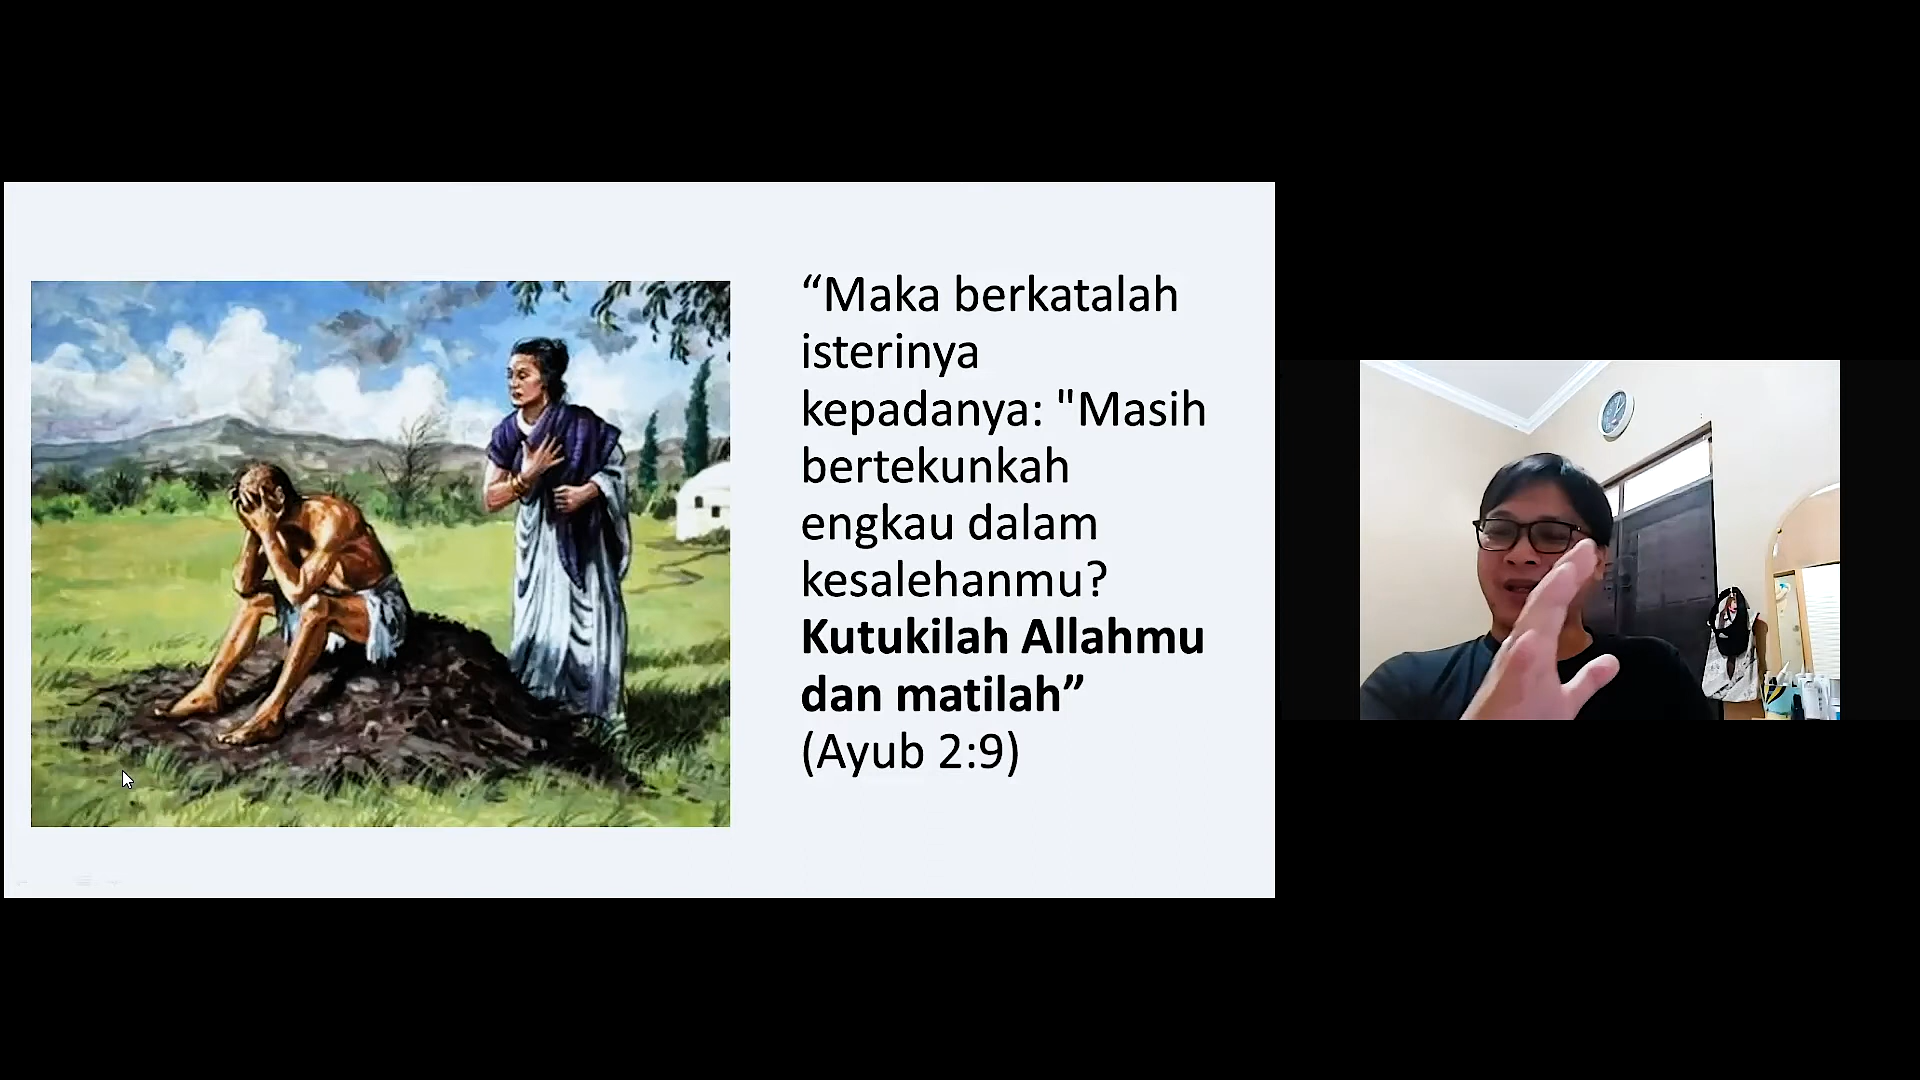 “Maka berkatalah
isterinya
kepadanya: "Masih
bertekunkah
engkau dalam
kesalehanmu?
Kutukilah Allahmu
dan matilah”
(Ayub 2:9)